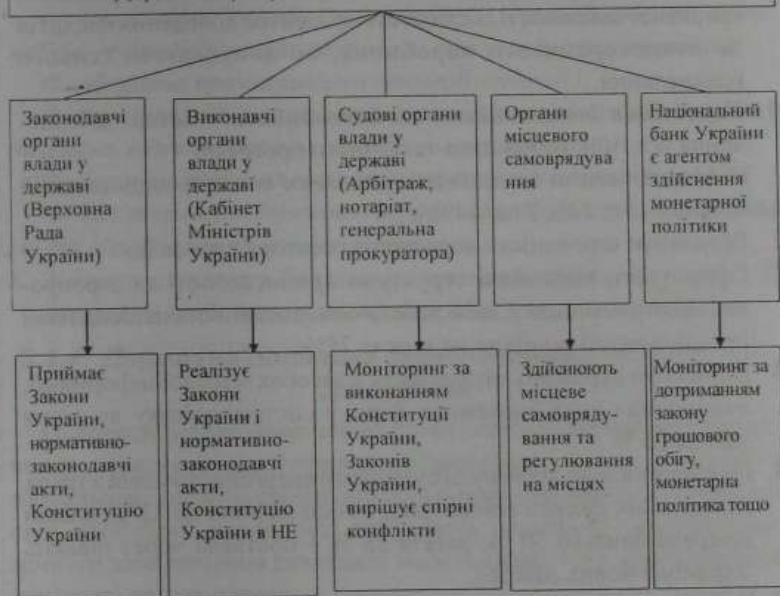 Законодавчі
органи
влади у
державі
(Верховна
Рада
України)
Виконавчі
органи
влади у
державі
(Кабінет
Міністрів
України)
Судові органи
влади у
державі
(Арбітраж,
нотаріат,
генеральна
прокуратора)
Органи
місцевого
самоврядува
ння
Національний
банк України
є агентом
здійснення
монетарної
політики
Приймає
Закони
України,
нормативно-
законодавчі
акти,
Конституцію
України
Реалізує
Закони
України і
нормативно-
законодавчі
акти,
Конституцію
України в НЕ
Моніторинг за
виконанням
Конституції
України,
Законів
України,
вирішує спірні
конфлікти
Здійснюють
місцеве
самовряду-
вання та
регулювання
на місцях
Моніторинг за
дотриманням
закону
грошового
обігу,
монетарна
політика тощо